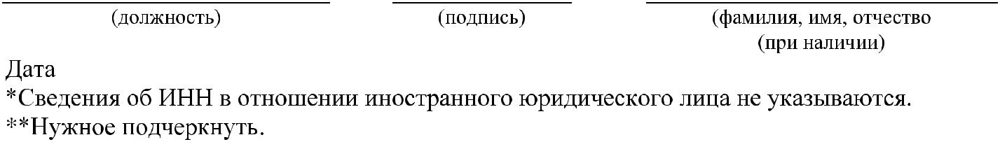 (должность) (подпись) (фамилия, имя, отчество
(при наличии)
Дата
*Сведения об ИНН в отношении иностранного юридического лица не указываются.
**Нужное подчеркнуть.